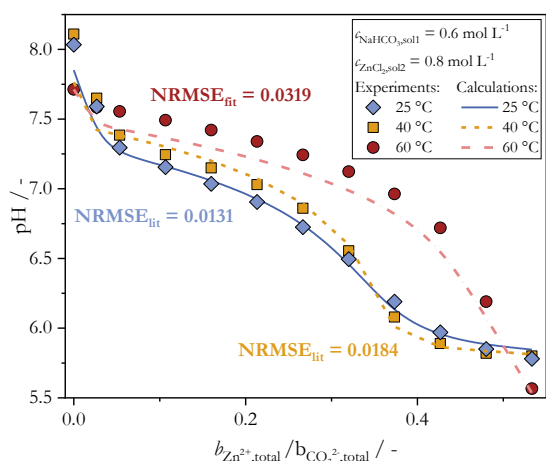 8.0
7.5
7.0
6.5
6.0
5.5
pH / -
0.0
0.2
0.4
b_Zn²⁺,total/b_CO₃²⁻,total / -
c_NaHCO₃,sol1 = 0.6 mol L⁻¹
c_ZnCl₂,sol2 = 0.8 mol L⁻¹
Experiments: Calculations:
25 °C 25 °C
40 °C 40 °C
60 °C 60 °C
NRMSE_fit = 0.0319
NRMSE_lit = 0.0131
NRMSE_lit = 0.0184